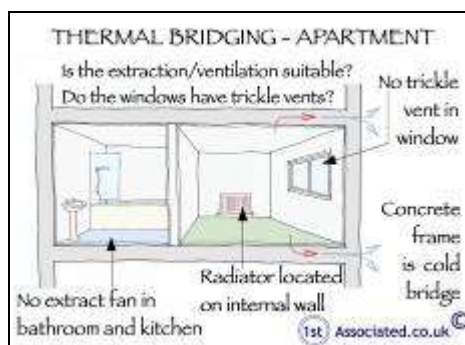 THERMAL BRIDGING - APARTMENT
Is the extraction/ventilation suitable?
Do the windows have trickle vents?
No trickle
vent in
window
Concrete
frame
is cold
bridge
Radiator located
on internal wall
No extract fan in
bathroom and kitchen
1st Associated.co.uk ©